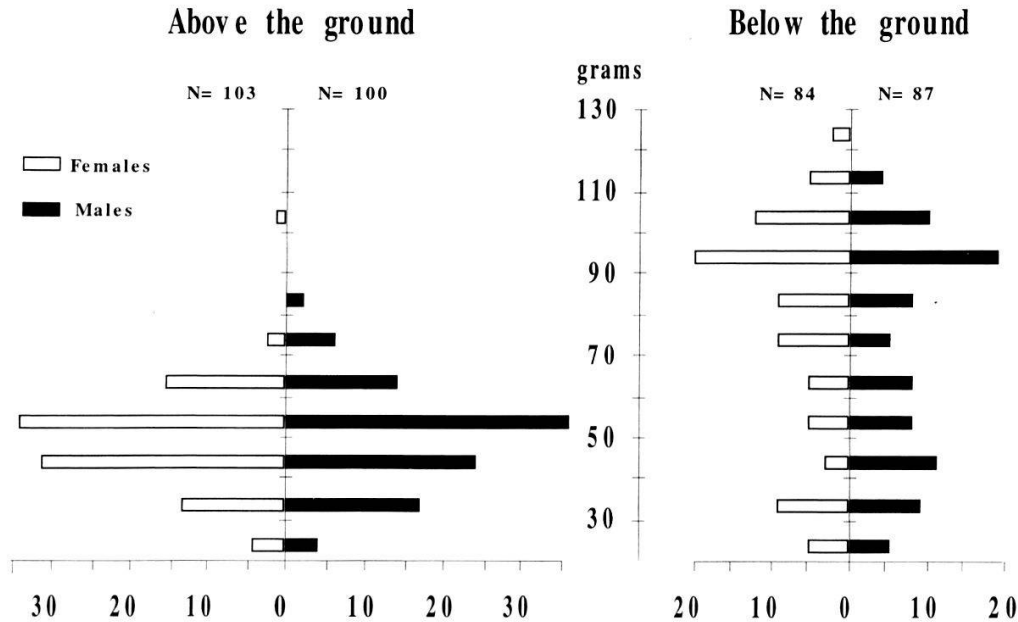 Above the ground
Below the ground
grams
N= 103 N= 100
N= 84 N= 87
130
110
90
70
50
30
Females
Males
30 20 10 0 10 20 30
20 10 0 10 20